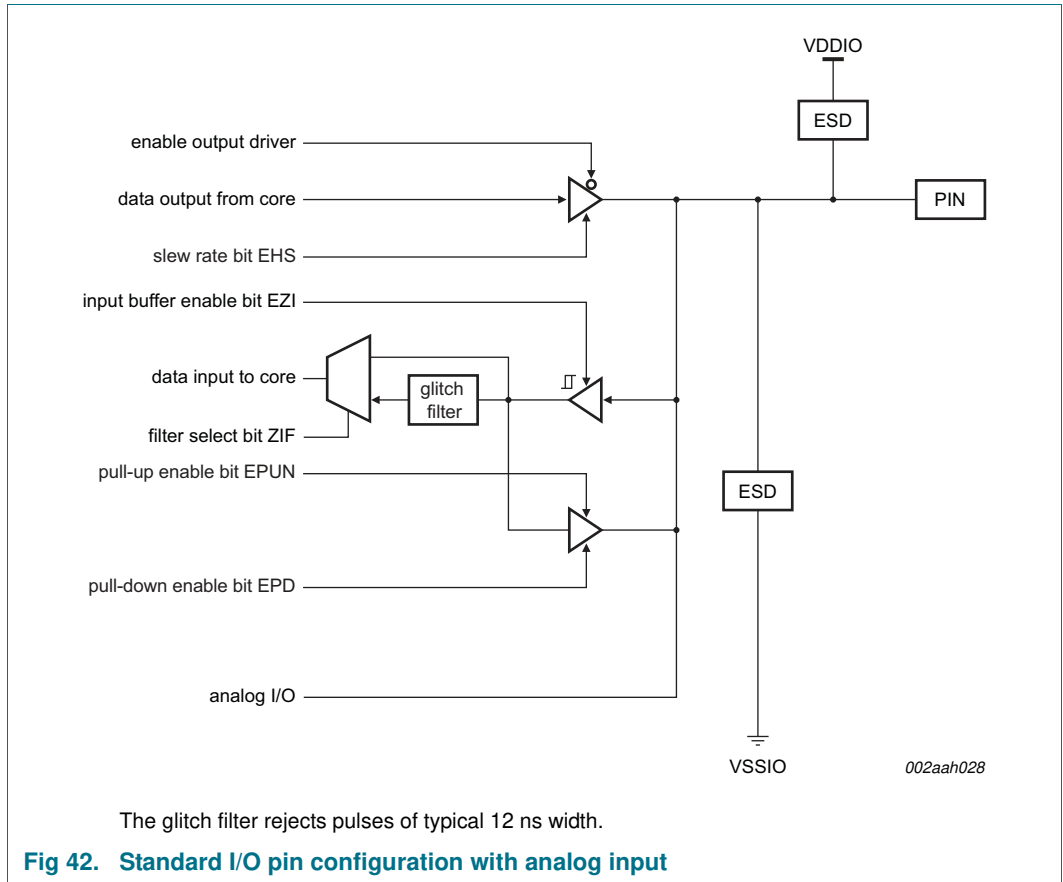 VDDIO
ESD
enable output driver
data output from core
PIN
slew rate bit EHS
input buffer enable bit EZI
data input to core
glitch
filter
filter select bit ZIF
pull-up enable bit EPUN
ESD
pull-down enable bit EPD
analog I/O
VSSIO
002aah028
The glitch filter rejects pulses of typical 12 ns width.
Fig 42. Standard I/O pin configuration with analog input